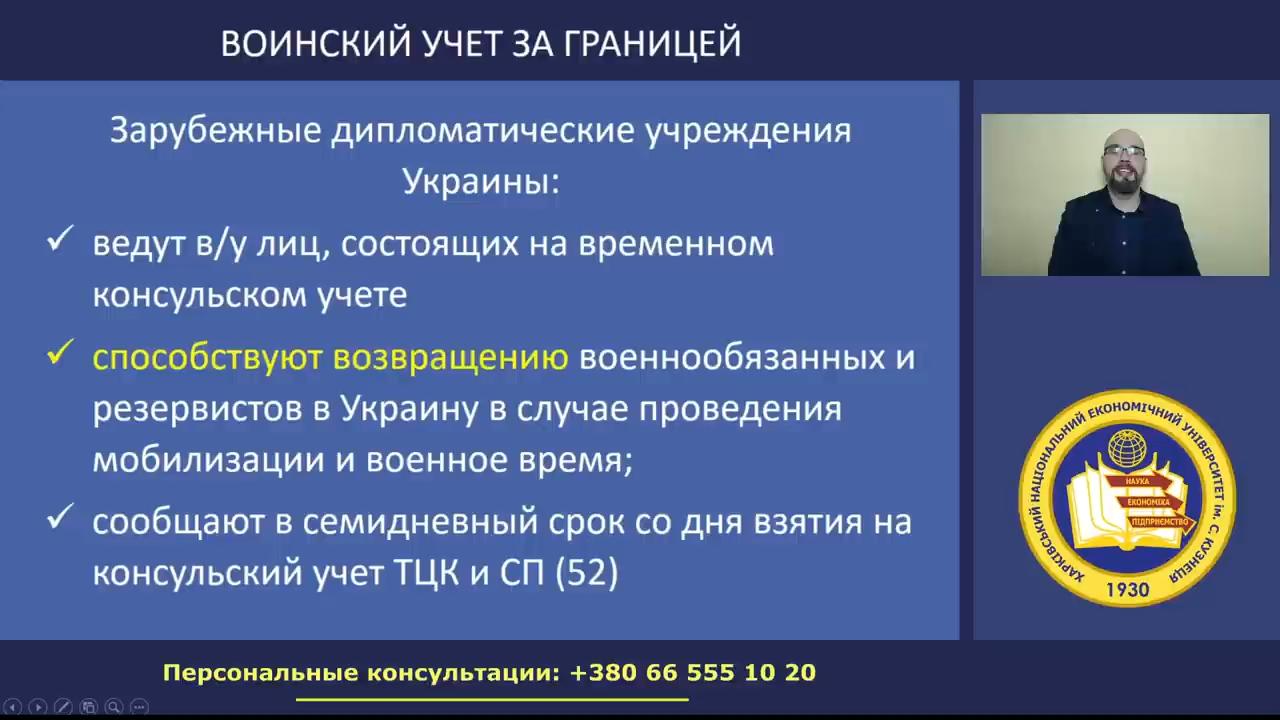 ВОИНСКИЙ УЧЕТ ЗА ГРАНИЦЕЙ
Зарубежные дипломатические учреждения
Украины:
✓ ведут в/у лиц, состоящих на временном
консульском учете
✓ способствуют возвращению военнообязанных и
резервистов в Украину в случае проведения
мобилизации и военное время;
✓ сообщают в семидневный срок со дня взятия на
консульский учет ТЦК и СП (52)
ХАРКІВСЬКИЙ НАЦІОНАЛЬНИЙ ЕКОНОМІЧНИЙ УНІВЕРСИТЕТ ім. С. КУЗНЕЦЯ
НАУКА
ЕКОНОМІКА
ПІДПРИЄМСТВО
1930
Персональные консультации: +380 66 555 10 20